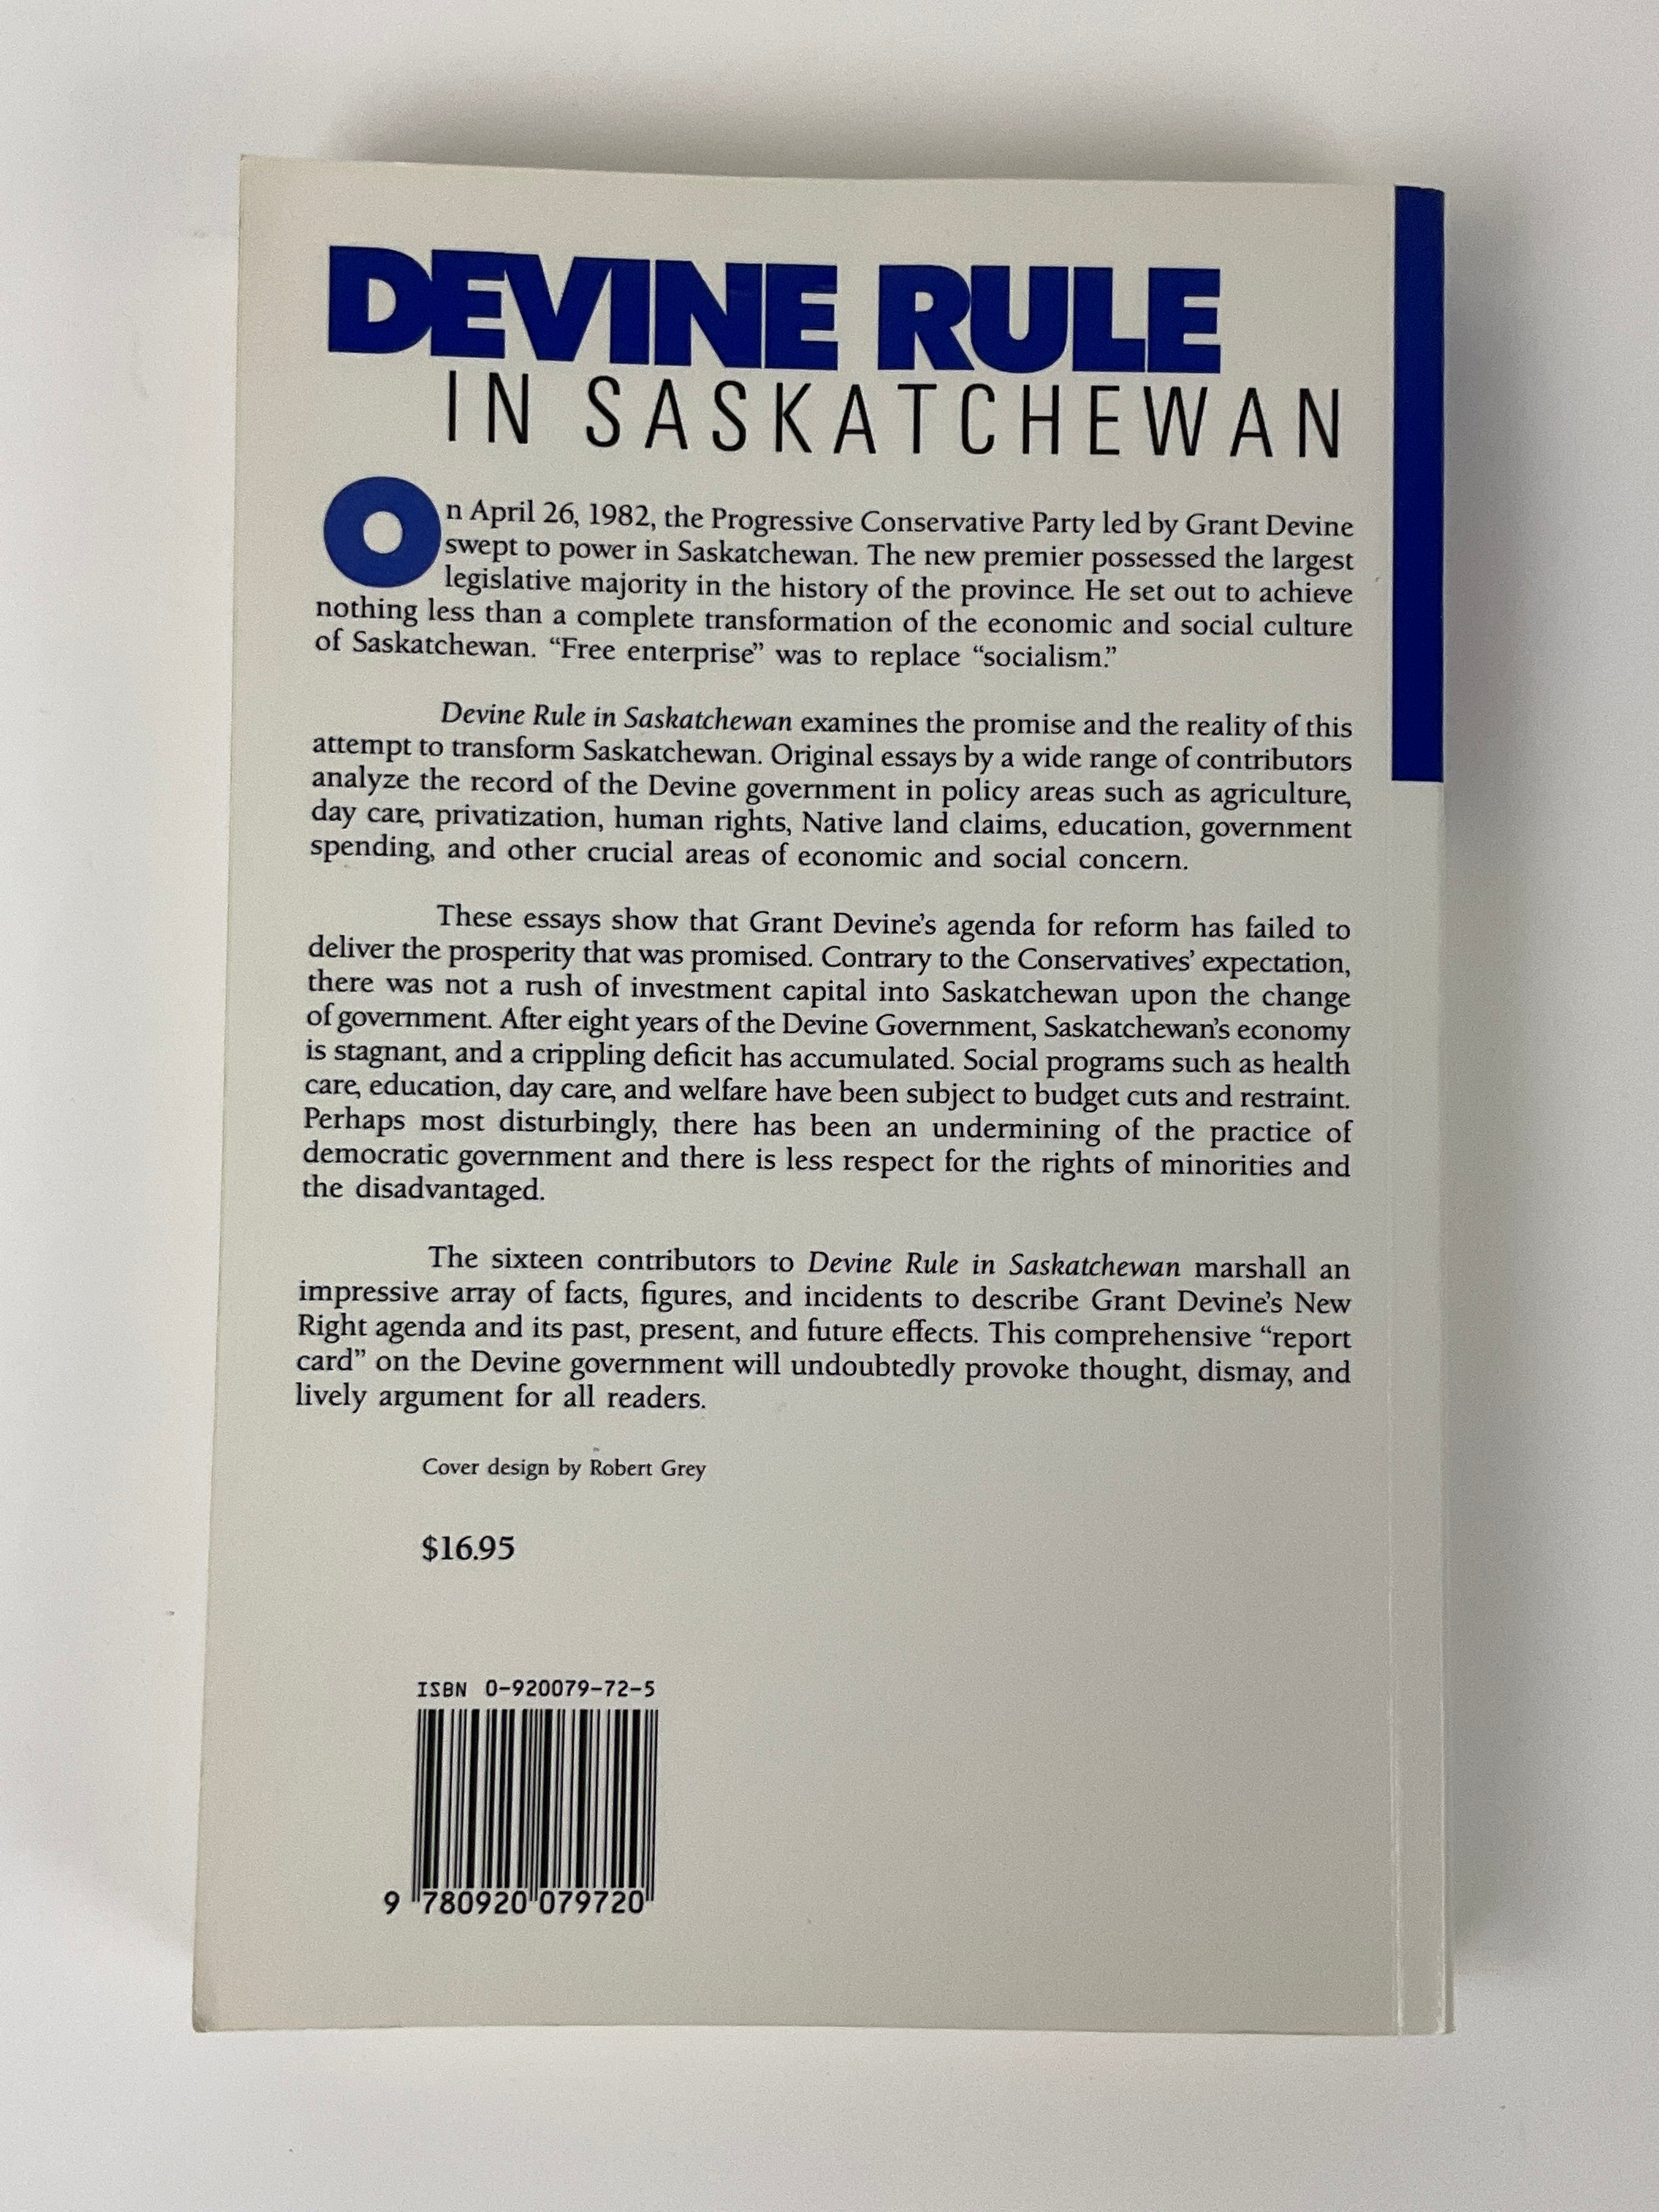 DEVINE RULE
IN SASKATCHEWAN
On April 26, 1982, the Progressive Conservative Party led by Grant Devine
swept to power in Saskatchewan. The new premier possessed the largest
legislative majority in the history of the province. He set out to achieve
nothing less than a complete transformation of the economic and social culture
of Saskatchewan. “Free enterprise” was to replace “socialism.”
Devine Rule in Saskatchewan examines the promise and the reality of this
attempt to transform Saskatchewan. Original essays by a wide range of contributors
analyze the record of the Devine government in policy areas such as agriculture,
day care, privatization, human rights, Native land claims, education, government
spending, and other crucial areas of economic and social concern.
These essays show that Grant Devine’s agenda for reform has failed to
deliver the prosperity that was promised. Contrary to the Conservatives’ expectation,
there was not a rush of investment capital into Saskatchewan upon the change
of government. After eight years of the Devine Government, Saskatchewan’s economy
is stagnant, and a crippling deficit has accumulated. Social programs such as health
care, education, day care, and welfare have been subject to budget cuts and restraint.
Perhaps most disturbingly, there has been an undermining of the practice of
democratic government and there is less respect for the rights of minorities and
the disadvantaged.
The sixteen contributors to Devine Rule in Saskatchewan marshall an
impressive array of facts, figures, and incidents to describe Grant Devine’s New
Right agenda and its past, present, and future effects. This comprehensive “report
card” on the Devine government will undoubtedly provoke thought, dismay, and
lively argument for all readers.
Cover design by Robert Grey
$16.95
ISBN 0-920079-72-5
9 780920 079720